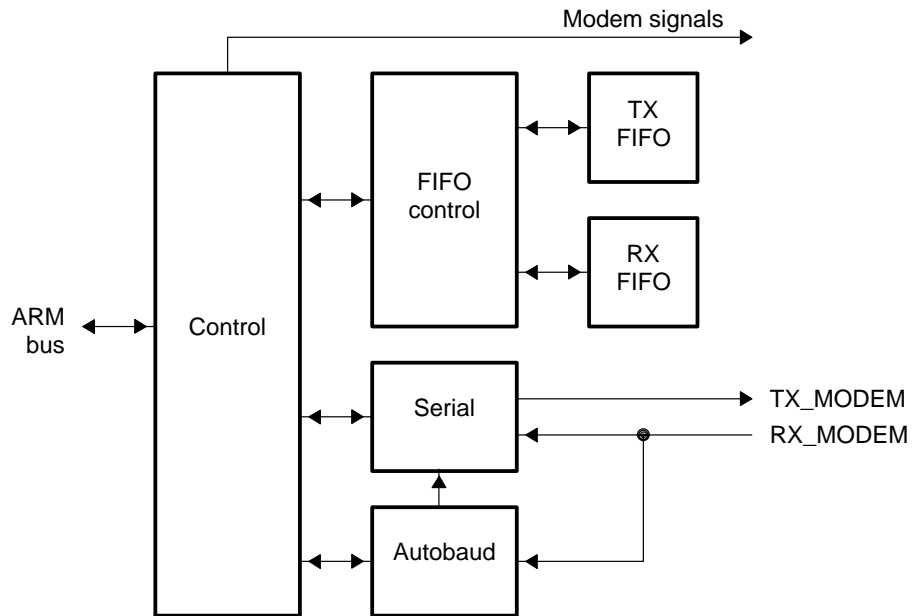 Modem signals
TX
FIFO
FIFO
control
RX
FIFO
ARM
bus
Control
Serial
TX_MODEM
RX_MODEM
Autobaud